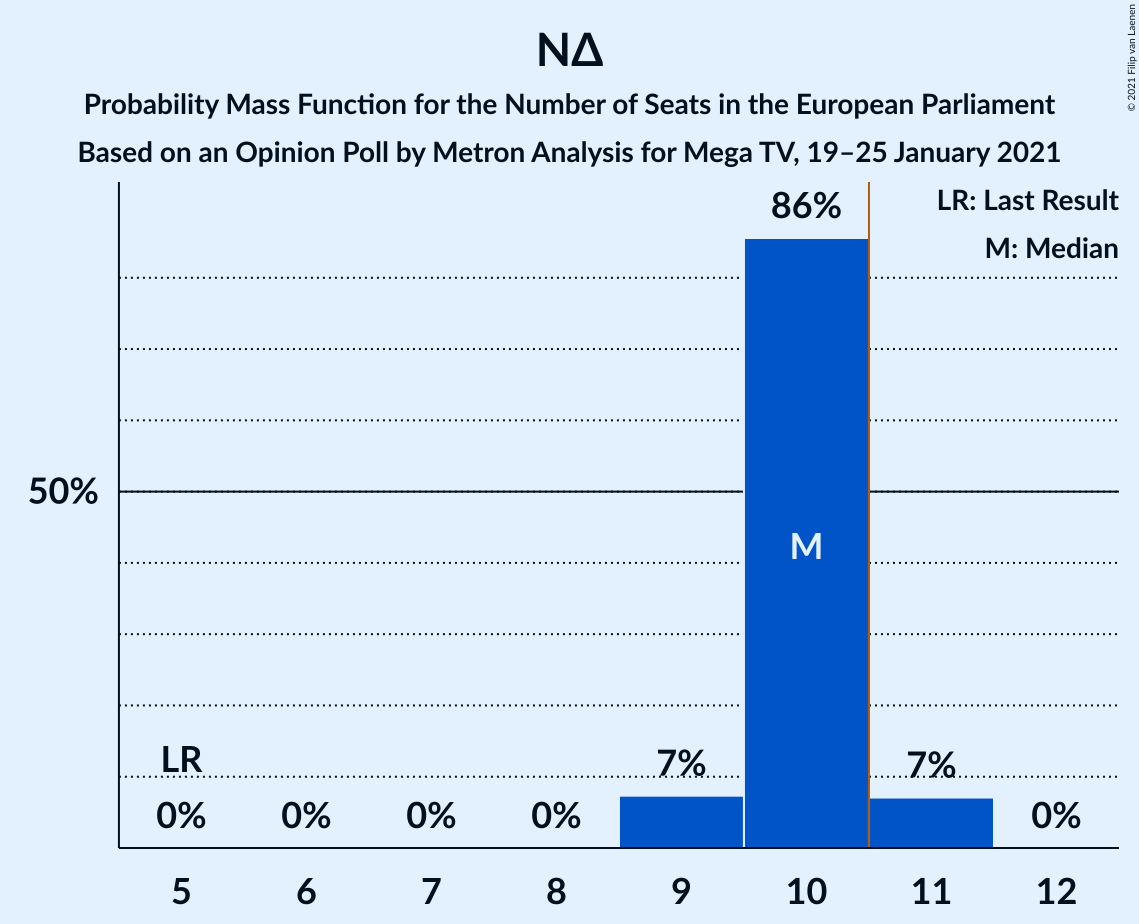 ΝΔ
Probability Mass Function for the Number of Seats in the European Parliament
Based on an Opinion Poll by Metron Analysis for Mega TV, 19–25 January 2021
© 2021 Filip van Laenen
LR: Last Result
M: Median
86%
50%
M
LR
7%
7%
0%
0%
0%
0%
0%
5
6
7
8
9
10
11
12